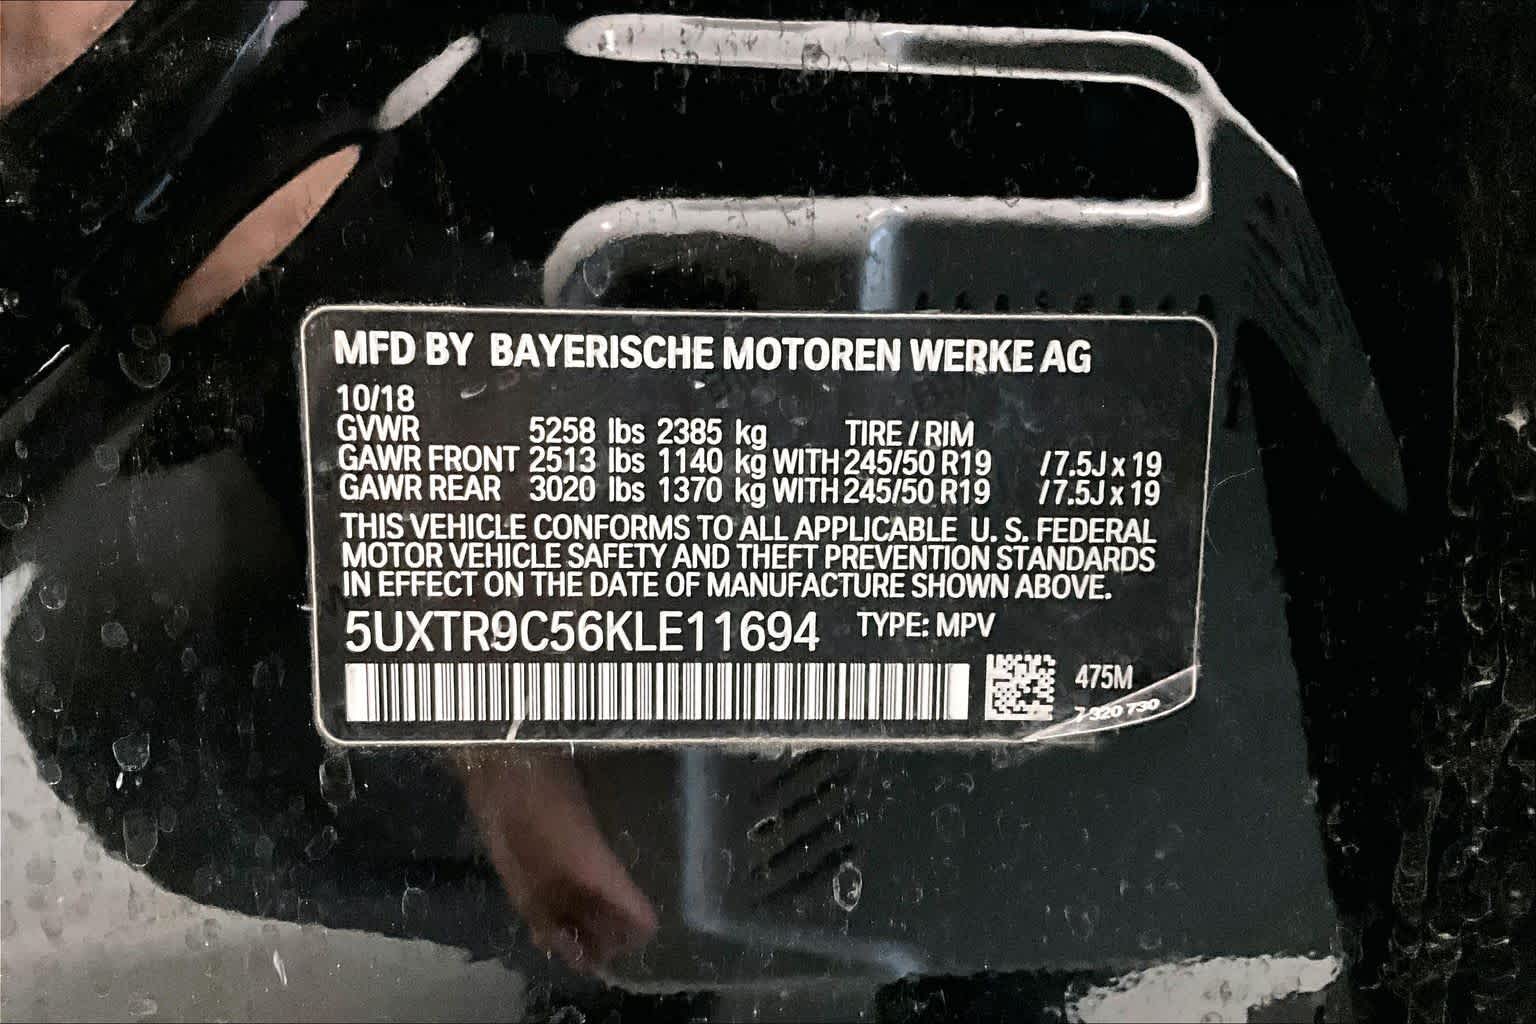 MFD BY BAYERISCHE MOTOREN WERKE AG
10/18
GVWR 5258 lbs 2385 kg TIRE / RIM
GAWR FRONT 2513 lbs 1140 kg WITH 245/50 R19 /7.5J x 19
GAWR REAR 3020 lbs 1370 kg WITH 245/50 R19 /7.5J x 19
THIS VEHICLE CONFORMS TO ALL APPLICABLE U. S. FEDERAL
MOTOR VEHICLE SAFETY AND THEFT PREVENTION STANDARDS
IN EFFECT ON THE DATE OF MANUFACTURE SHOWN ABOVE.
5UXTR9C56KLE11694 TYPE: MPV
475M
7 320 730